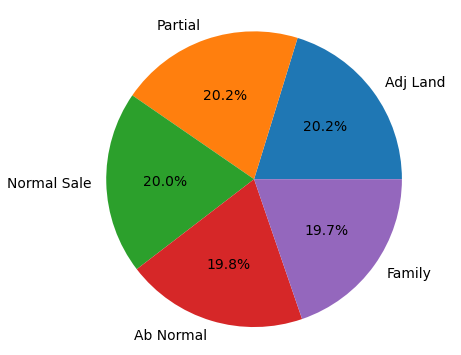 Partial
Adj Land
20.2%
20.2%
Normal Sale
20.0%
19.7%
19.8%
Family
Ab Normal